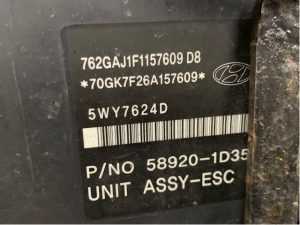 762GAJ1F1157609 D8
*70GK7F26A157609*
5WY7624D
P/NO 58920-1D35
UNIT ASSY-ESC